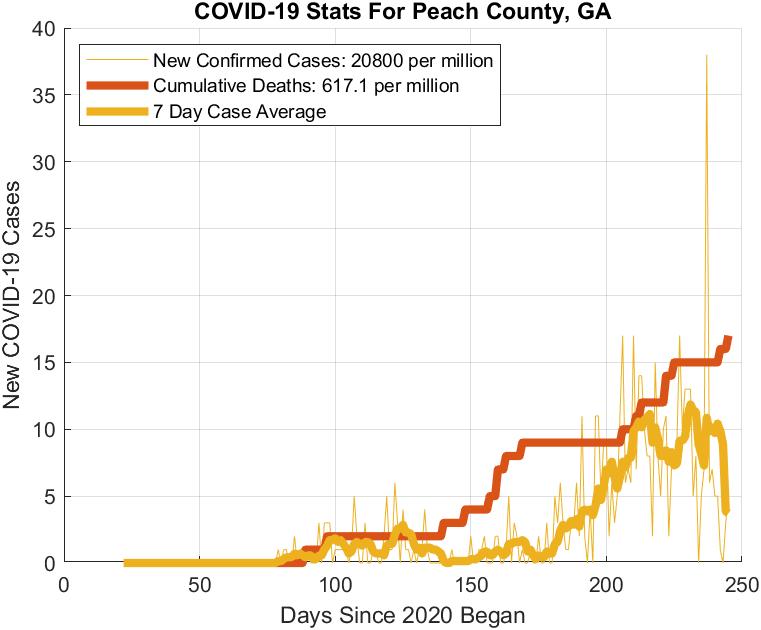 COVID-19 Stats For Peach County, GA
New Confirmed Cases: 20800 per million
Cumulative Deaths: 617.1 per million
7 Day Case Average
New COVID-19 Cases
40
35
30
25
20
15
10
5
0
0 50 100 150 200 250
Days Since 2020 Began